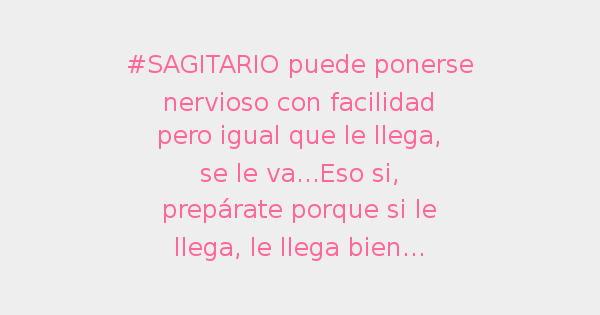 #SAGITARIO puede ponerse
nervioso con facilidad
pero igual que le llega,
se le va...Eso si,
prepárate porque si le
llega, le llega bien...